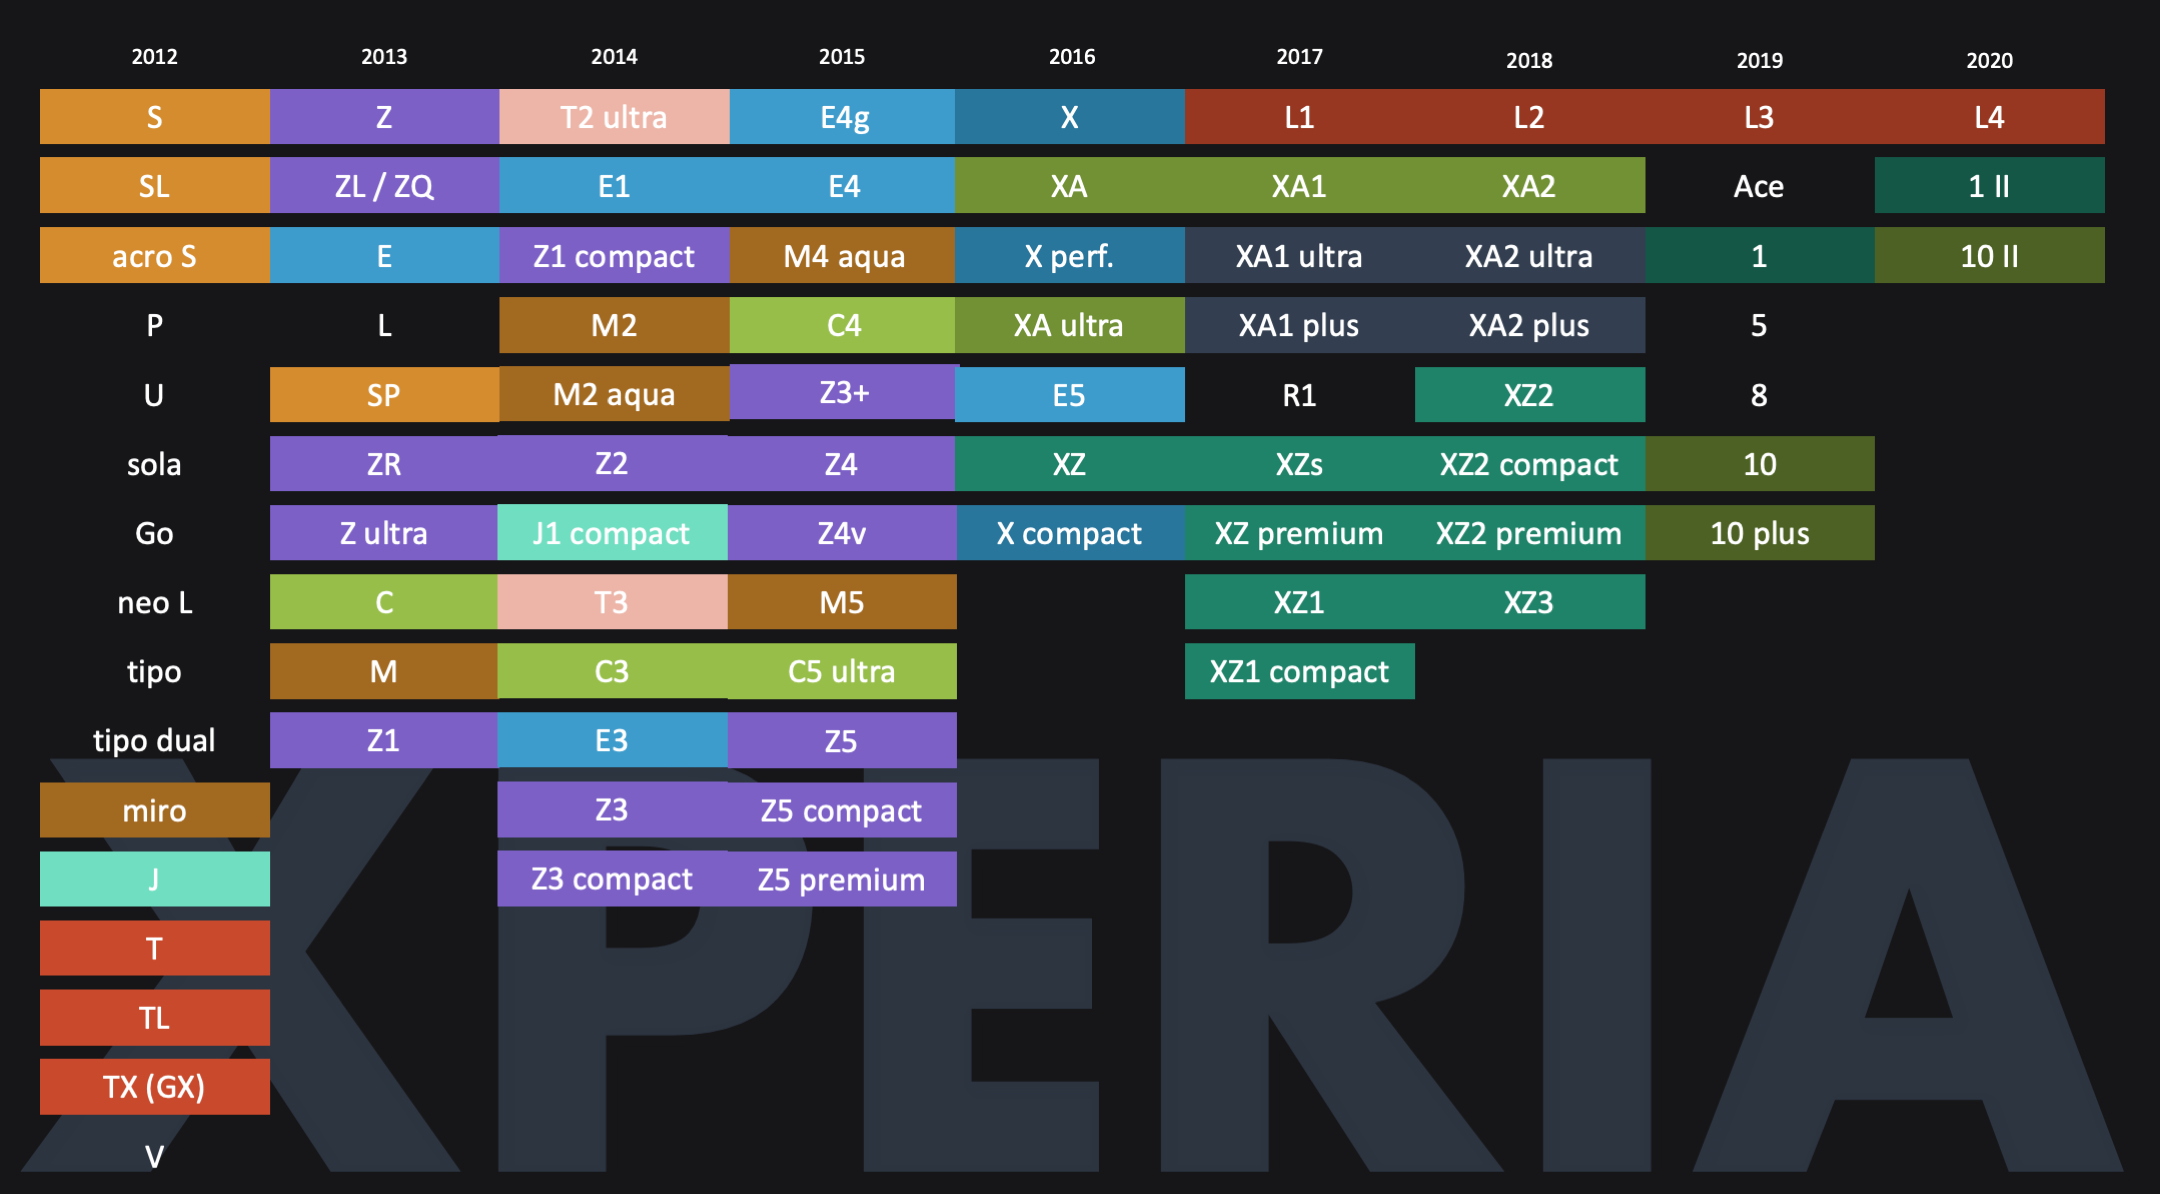 2012 2013 2014 2015 2016 2017 2018 2019 2020
S Z T2 ultra E4g X L1 L2 L3 L4
SL ZL / ZQ E1 E4 XA XA1 XA2 Ace 1 II
acro S E Z1 compact M4 aqua X perf. XA1 ultra XA2 ultra 1 10 II
P L M2 C4 XA ultra XA1 plus XA2 plus 5
U SP M2 aqua Z3+ E5 R1 XZ2 8
sola ZR Z2 Z4 XZ XZs XZ2 compact 10
Go Z ultra J1 compact Z4v X compact XZ premium XZ2 premium 10 plus
neo L C T3 M5 XZ1 XZ3
tipo M C3 C5 ultra XZ1 compact
tipo dual Z1 E3 Z5
miro Z3 Z5 compact
J Z3 compact Z5 premium
T
TL
TX (GX)
V
XPERIA